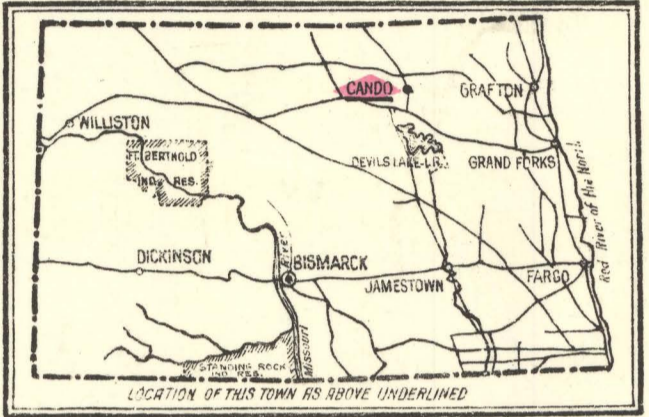 CANDO
GRAFTON
WILLISTON
FT. BERTHOLD
IND. RES.
DEVILS LAKE I.R.
GRAND FORKS
Red River of the North
DICKINSON
River
BISMARCK
JAMESTOWN
FARGO
Missouri
STANDING ROCK
IND. RES.
LOCATION OF THIS TOWN AS ABOVE UNDERLINED